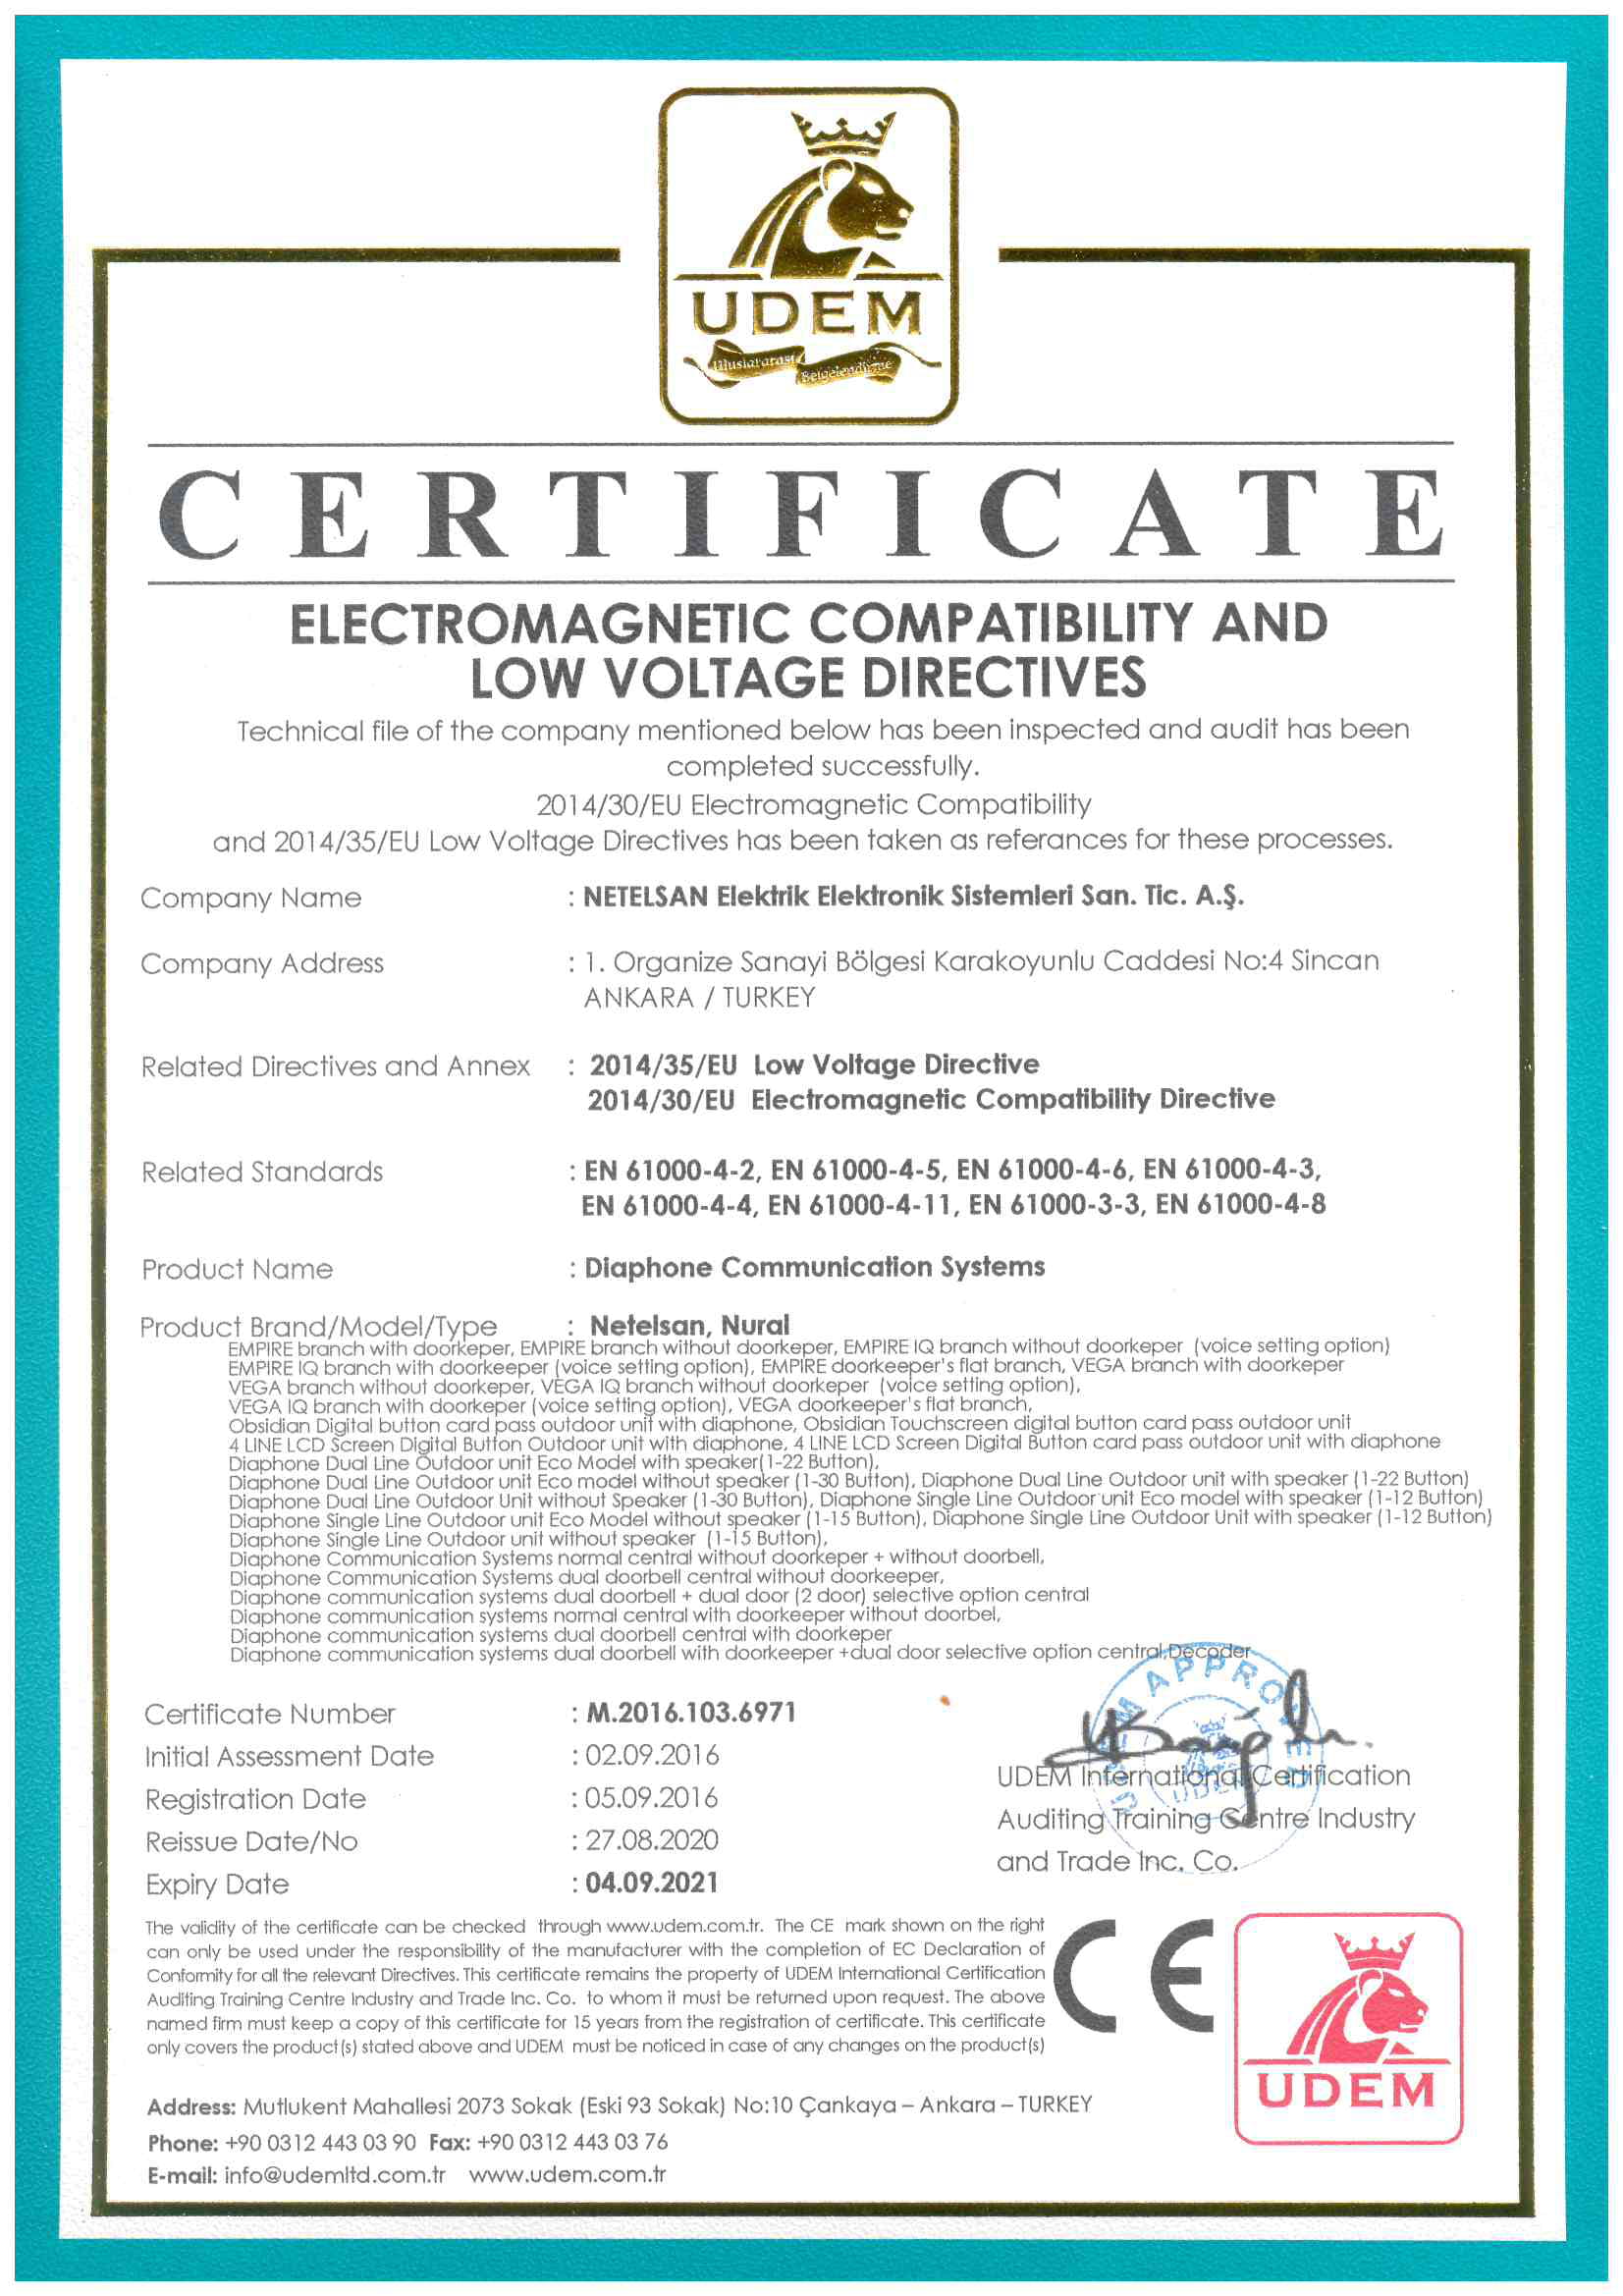 UDEM
Uluslararası
Belgelendirme
CERTIFICATE
ELECTROMAGNETIC COMPATIBILITY AND
LOW VOLTAGE DIRECTIVES
Technical file of the company mentioned below has been inspected and audit has been
completed successfully.
2014/30/EU Electromagnetic Compatibility
and 2014/35/EU Low Voltage Directives has been taken as referances for these processes.
Company Name : NETELSAN Elektrik Elektronik Sistemleri San. Tic. A.Ş.
Company Address : 1. Organize Sanayi Bölgesi Karakoyunlu Caddesi No:4 Sincan
ANKARA / TURKEY
Related Directives and Annex : 2014/35/EU Low Voltage Directive
2014/30/EU Electromagnetic Compatibility Directive
Related Standards : EN 61000-4-2, EN 61000-4-5, EN 61000-4-6, EN 61000-4-3,
EN 61000-4-4, EN 61000-4-11, EN 61000-3-3, EN 61000-4-8
Product Name : Diaphone Communication Systems
Product Brand/Model/Type : Netelsan, Nural
EMPIRE branch with doorkeper, EMPIRE branch without doorkeper, EMPIRE IQ branch without doorkeper (voice setting option)
EMPIRE IQ branch with doorkeeper (voice setting option), EMPIRE doorkeeper's flat branch, VEGA branch with doorkeper
VEGA branch without doorkeper, VEGA IQ branch without doorkeper (voice setting option),
VEGA IQ branch with doorkeper (voice setting option), VEGA doorkeeper's flat branch,
Obsidian Digital button card pass outdoor unit with diaphone, Obsidian Touchscreen digital button card pass outdoor unit
4 LINE LCD Screen Digital Button Outdoor unit with diaphone, 4 LINE LCD Screen Digital Button card pass outdoor unit with diaphone
Diaphone Dual Line Outdoor unit Eco Model with speaker(1-22 Button),
Diaphone Dual Line Outdoor unit Eco model without speaker (1-30 Button), Diaphone Dual Line Outdoor unit with speaker (1-22 Button)
Diaphone Dual Line Outdoor Unit without Speaker (1-30 Button), Diaphone Single Line Outdoor unit Eco model with speaker (1-12 Button)
Diaphone Single Line Outdoor unit Eco Model without speaker (1-15 Button), Diaphone Single Line Outdoor Unit with speaker (1-12 Button)
Diaphone Single Line Outdoor unit without speaker (1-15 Button),
Diaphone Communication Systems normal central without doorkeper + without doorbell,
Diaphone Communication Systems dual doorbell central without doorkeeper,
Diaphone communication systems dual doorbell + dual door (2 door) selective option central
Diaphone communication systems normal central with doorkeeper without doorbel,
Diaphone communication systems dual doorbell central with doorkeper
Diaphone communication systems dual doorbell with doorkeeper +dual door selective option central,Decoder
Certificate Number : M.2016.103.6971
Initial Assessment Date : 02.09.2016
Registration Date : 05.09.2016
Reissue Date/No : 27.08.2020
Expiry Date : 04.09.2021
UDEM APPROVED
UDEM
UDEM International Certification
Auditing Training Centre Industry
and Trade Inc. Co.
The validity of the certificate can be checked through www.udem.com.tr. The CE mark shown on the right
can only be used under the responsibility of the manufacturer with the completion of EC Declaration of
Conformity for all the relevant Directives. This certificate remains the property of UDEM International Certification
Auditing Training Centre Industry and Trade Inc. Co. to whom it must be returned upon request. The above
named firm must keep a copy of this certificate for 15 years from the registration of certificate. This certificate
only covers the product(s) stated above and UDEM must be noticed in case of any changes on the product(s)
CE
UDEM
Address: Mutlukent Mahallesi 2073 Sokak (Eski 93 Sokak) No:10 Çankaya – Ankara – TURKEY
Phone: +90 0312 443 03 90 Fax: +90 0312 443 03 76
E-mail: info@udemltd.com.tr www.udem.com.tr